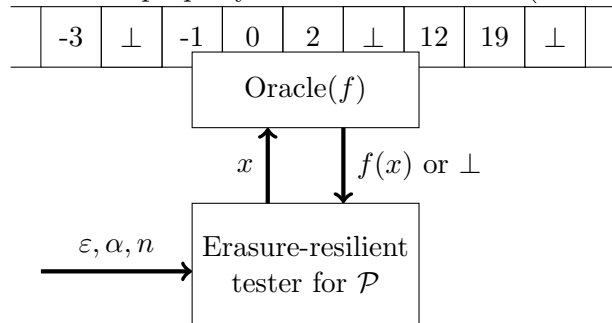 -3 ⊥ -1 0 2 ⊥ 12 19 ⊥
Oracle(f)
x f(x) or ⊥
ε, α, n
Erasure-resilient
tester for 𝒫